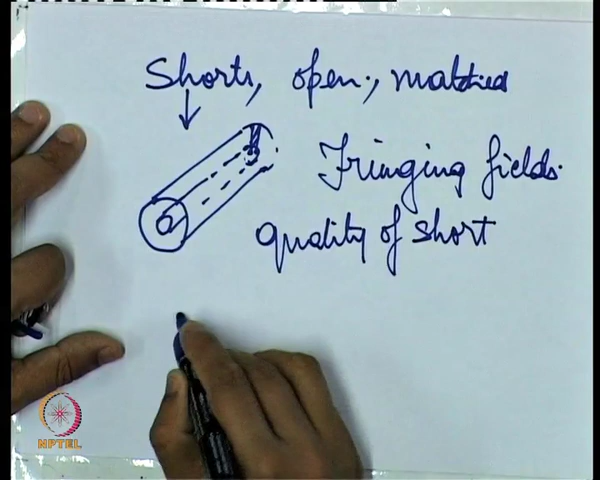 Shorts, open, matched
Fringing fields.
quality of short
NPTEL